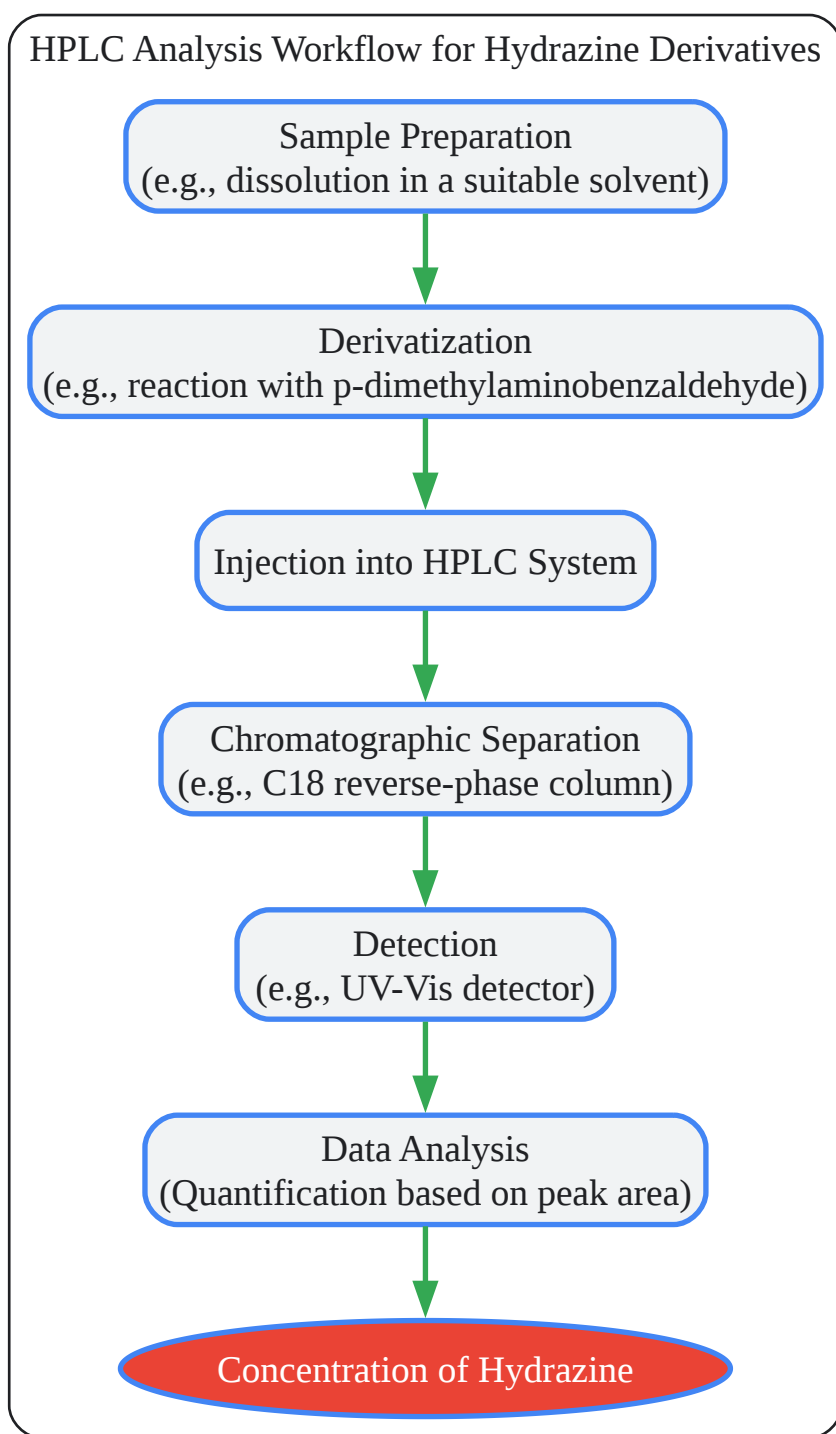 HPLC Analysis Workflow for Hydrazine Derivatives
Sample Preparation
(e.g., dissolution in a suitable solvent)
Derivatization
(e.g., reaction with p-dimethylaminobenzaldehyde)
Injection into HPLC System
Chromatographic Separation
(e.g., C18 reverse-phase column)
Detection
(e.g., UV-Vis detector)
Data Analysis
(Quantification based on peak area)
Concentration of Hydrazine